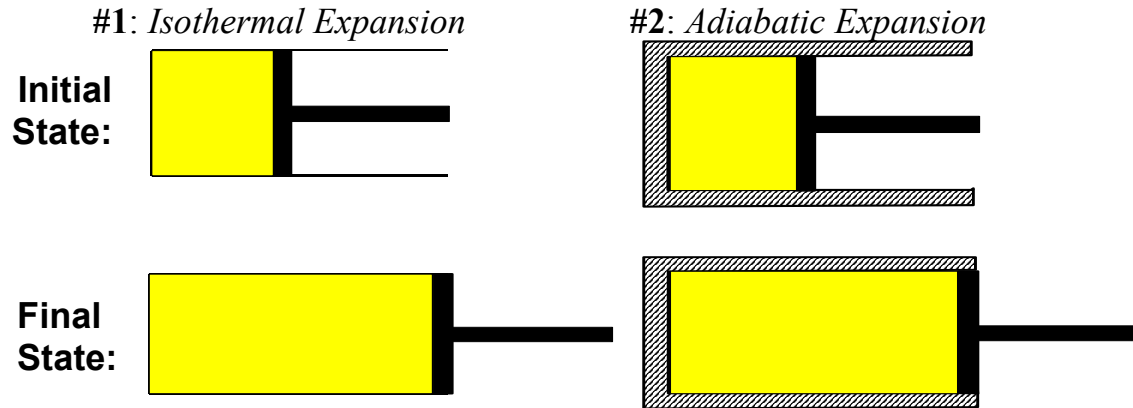 #1: Isothermal Expansion
#2: Adiabatic Expansion
Initial
State:
Final
State: